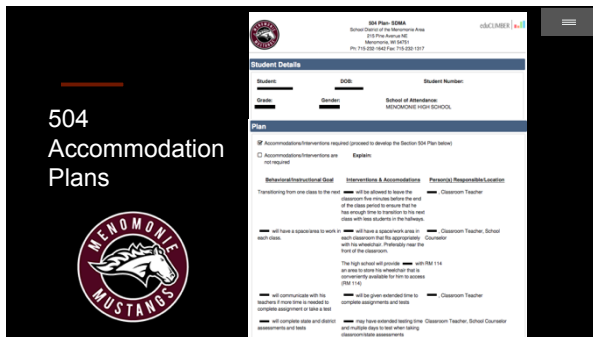 504
Accommodation
Plans
MENOMONIE
MUSTANGS
504 Plan- SDMA
School District of the Menomonie Area
215 Pine Avenue NE
Menomonie, WI 54751
Ph: 715-232-1642 Fax: 715-232-1317
eduCLIMBER
Student Details
Student: DOB: Student Number:
Grade: Gender: School of Attendance:
MENOMONIE HIGH SCHOOL
Plan
Accommodations/Interventions required (proceed to develop the Section 504 Plan below)
Accommodations/Interventions are not required Explain:
Behavioral/Instructional Goal Interventions & Accomodations Person(s) Responsible/Location
Transitioning from one class to the next
will be allowed to leave the
classroom five minutes before the end
of the class period to ensure that he
has enough time to transition to his next
class with less students in the hallways.
, Classroom Teacher
will have a space/area to work in
each class.
will have a space/work area in
each classroom that fits appropriately
with his wheelchair. Preferably near the
front of the classroom.
, Classroom Teacher, School
Counselor
The high school will provide with RM 114
an area to store his wheelchair that is
conveniently available for him to access
(RM 114)
will communicate with his
teachers if more time is needed to
complete assignment or take a test
will be given extended time to
complete assignments and tests
, Classroom Teacher
will complete state and district
assessments and tests
may have extended testing time
and multiple days to test when taking
classroom/state assessments
Classroom Teacher, School Counselor